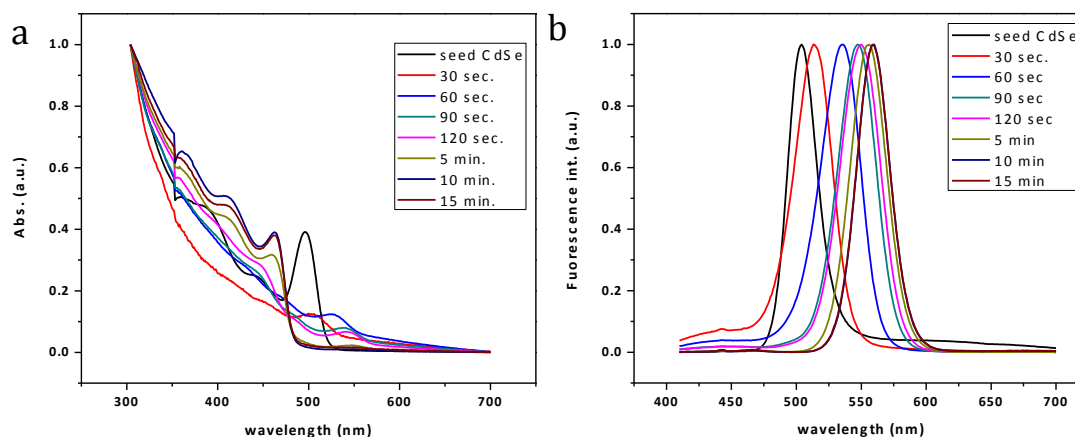 a
1.0
0.8
0.6
0.4
0.2
0.0
Abs. (a.u.)
300 400 500 600 700
wavelength (nm)
seed CdSe
30 sec.
60 sec.
90 sec.
120 sec.
5 min.
10 min.
15 min.
b
1.0
0.8
0.6
0.4
0.2
0.0
Fuorescence int. (a.u.)
400 450 500 550 600 650 700
wavelength (nm)
seed CdSe
30 sec.
60 sec
90 sec
120 sec
5 min.
10 min
15 min